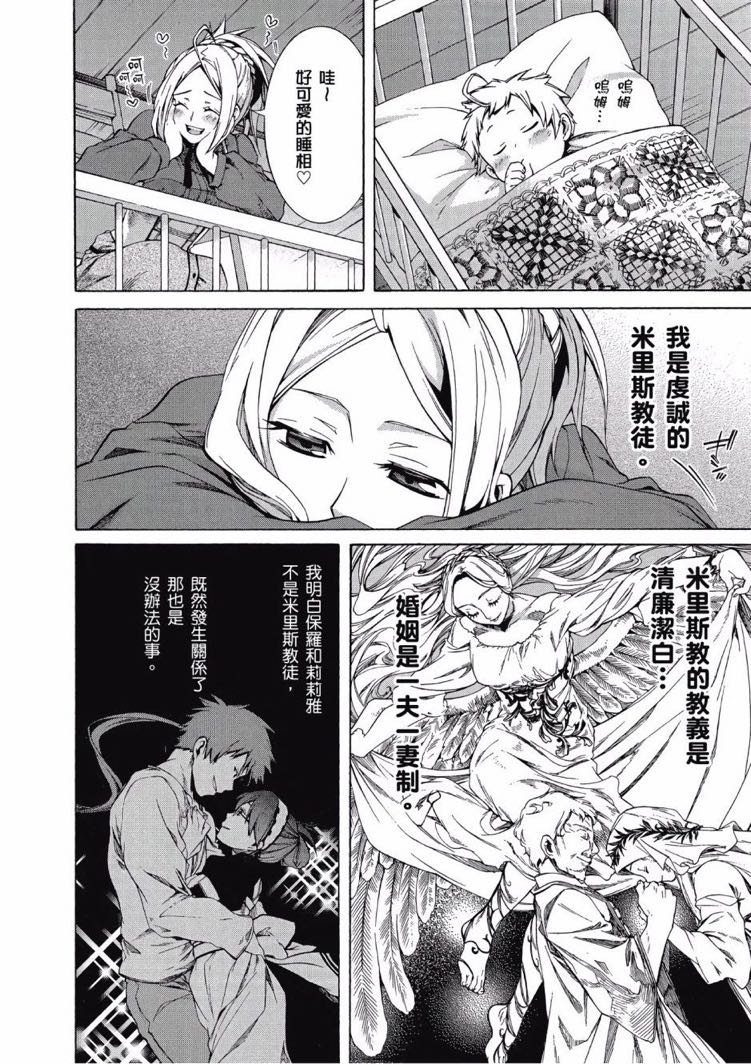 嗚姆
嗚姆…
哇~
好可愛的睡相♡
呵呵
呵呵
我是虔誠的
米里斯教徒。
米里斯教的教義是
清廉潔白…
婚姻是一夫一妻制。
我明白保羅和莉莉雅
不是米里斯教徒，
既然發生關係了
那也是
沒辦法的事。